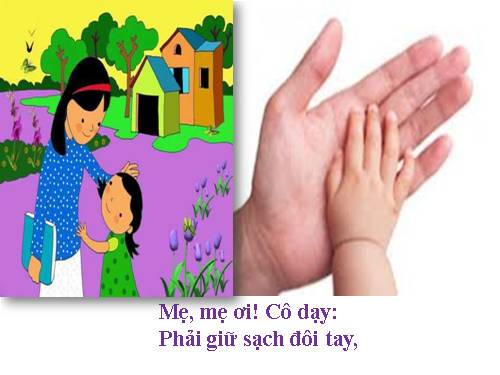 Mẹ, mẹ ơi! Cô dạy:
Phải giữ sạch đôi tay,